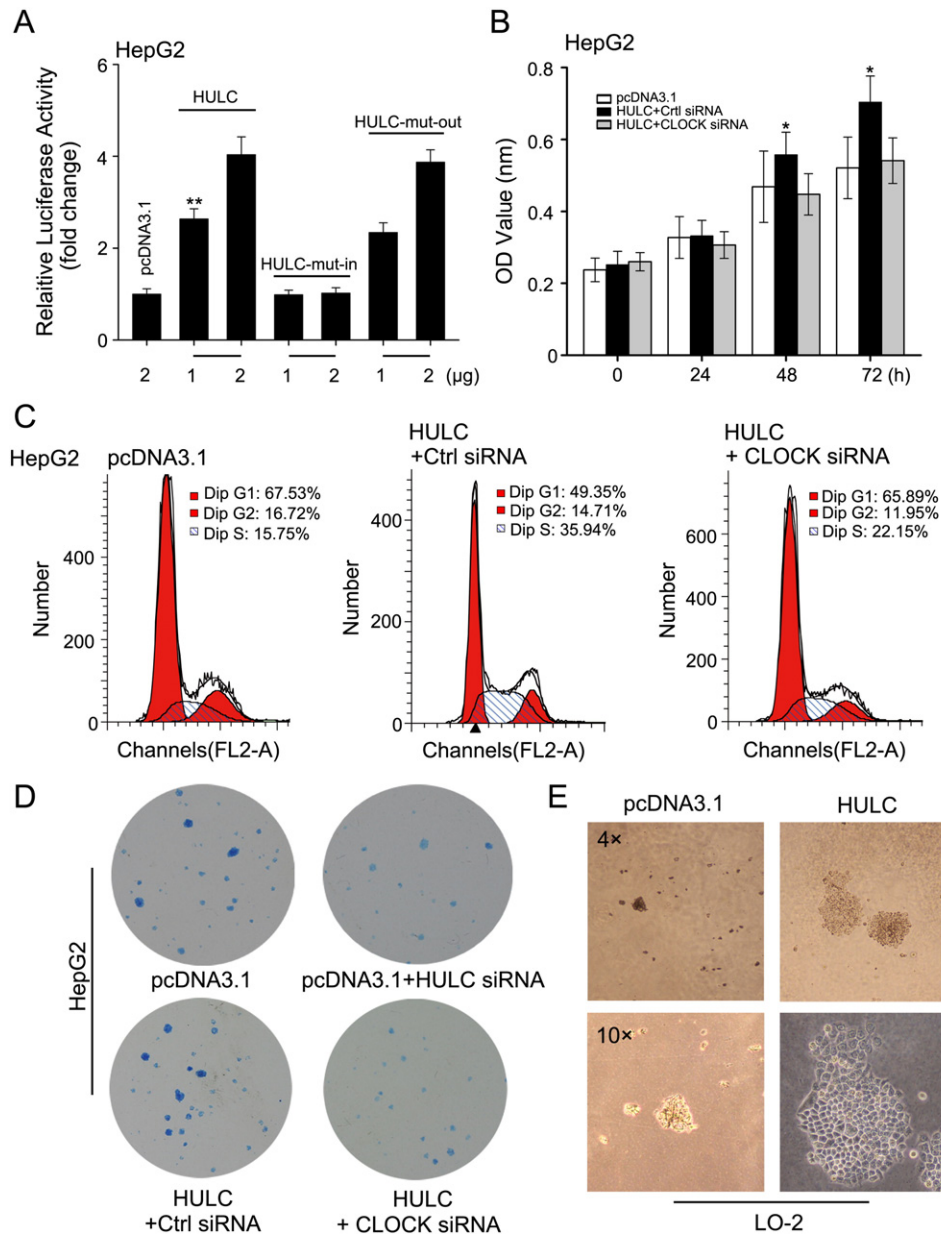 A
HepG2
Relaitive Luciferase Activity
(fold change)
6
4
2
0
pcDNA3.1
HULC
**
HULC-mut-in
HULC-mut-out
2 1 2 1 2 1 2 (µg)
B
HepG2
OD Value (nm)
0.8
0.6
0.4
0.2
0
pcDNA3.1
HULC+Crtl siRNA
HULC+CLOCK siRNA
*
*
0 24 48 72 (h)
C
HepG2
pcDNA3.1
Number
600
400
200
0
Dip G1: 67.53%
Dip G2: 16.72%
Dip S: 15.75%
Channels(FL2-A)
HULC
+Ctrl siRNA
Number
400
200
0
Dip G1: 49.35%
Dip G2: 14.71%
Dip S: 35.94%
Channels(FL2-A)
HULC
+ CLOCK siRNA
Number
600
400
200
0
Dip G1: 65.89%
Dip G2: 11.95%
Dip S: 22.15%
Channels(FL2-A)
D
HepG2
pcDNA3.1
pcDNA3.1+HULC siRNA
HULC
+Ctrl siRNA
HULC
+ CLOCK siRNA
E
pcDNA3.1
HULC
4×
10×
LO-2